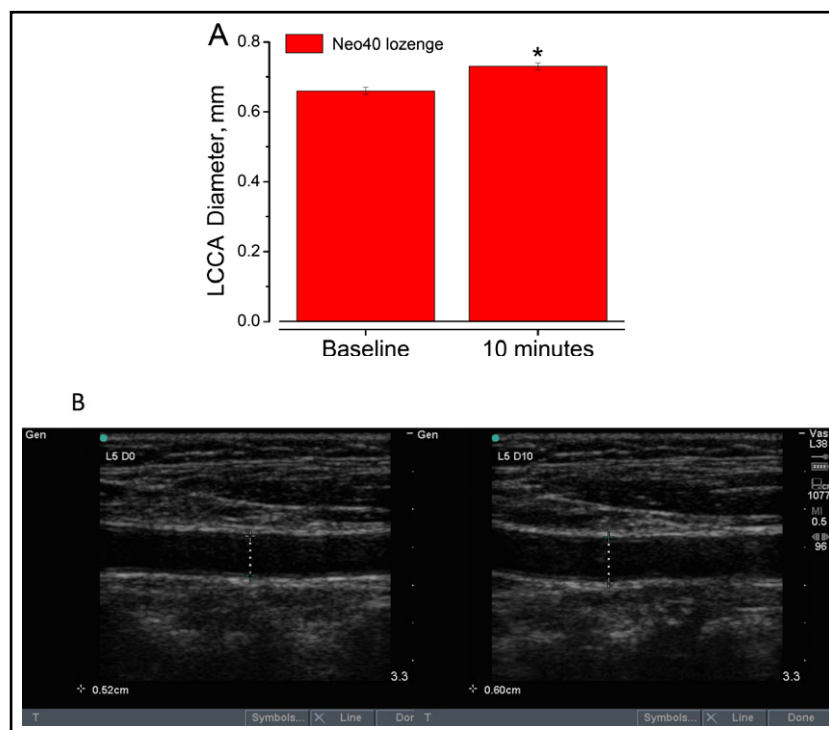 A
0.8
Neo40 lozenge
*
0.6
0.4
0.2
0.0
LCCA Diameter, mm
Baseline 10 minutes
B
Gen
L5 D0
3.3
0.52cm
T Symbols... Line Dor
Gen
L5 D10
Vas
L38
1077
MI
0.5
96
3.3
0.60cm
T Symbols... Line Done